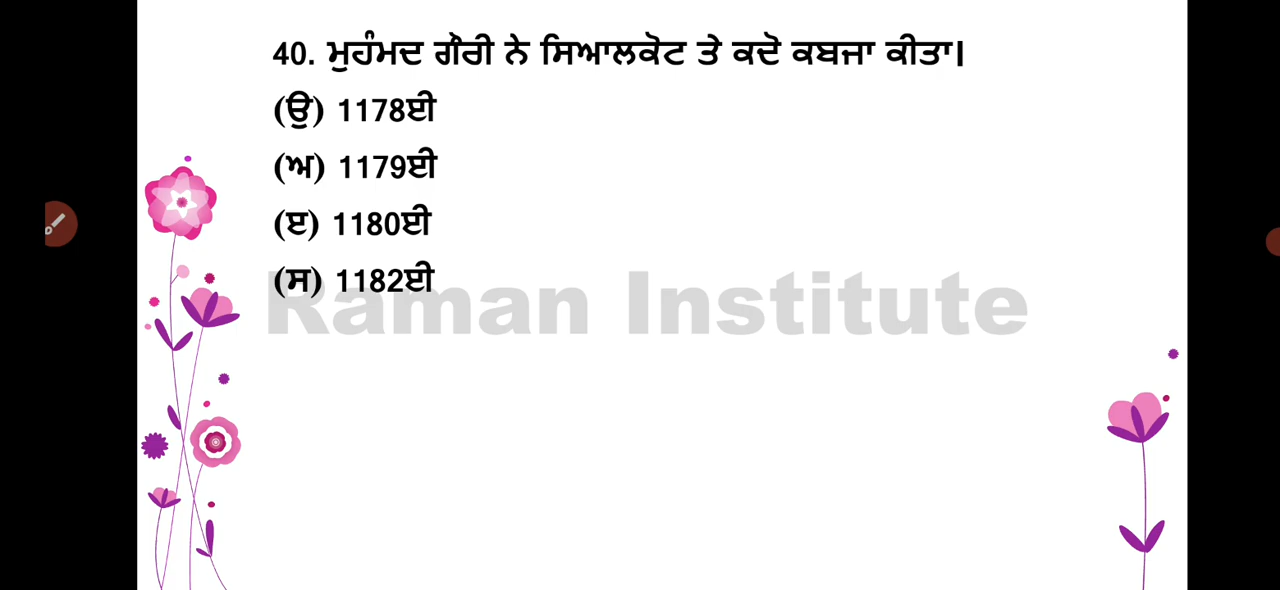 40. ਮੁਹੰਮਦ ਗੌਰੀ ਨੇ ਸਿਆਲਕੋਟ ਤੇ ਕਦੋ ਕਬਜਾ ਕੀਤਾ।
(ੳ) 1178ਈ
(ਅ) 1179ਈ
(ੲ) 1180ਈ
(ਸ) 1182ਈ
Raman Institute